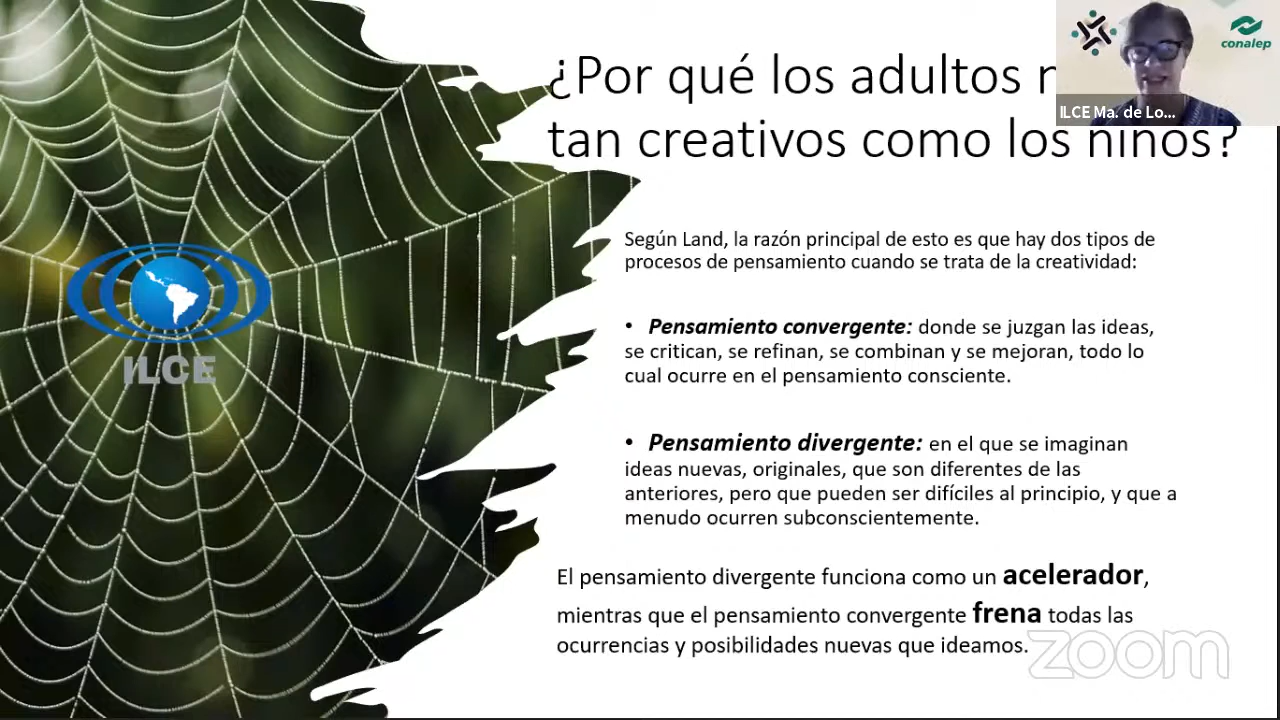 ¿Por qué los adultos
tan creativos como los niños?
conalep
ILCE Ma. de Lo...
ILCE
Según Land, la razón principal de esto es que hay dos tipos de
procesos de pensamiento cuando se trata de la creatividad:
• Pensamiento convergente: donde se juzgan las ideas,
se critican, se refinan, se combinan y se mejoran, todo lo
cual ocurre en el pensamiento consciente.
• Pensamiento divergente: en el que se imaginan
ideas nuevas, originales, que son diferentes de las
anteriores, pero que pueden ser difíciles al principio, y que a
menudo ocurren subconscientemente.
El pensamiento divergente funciona como un acelerador,
mientras que el pensamiento convergente frena todas las
ocurrencias y posibilidades nuevas que ideamos.
zoom